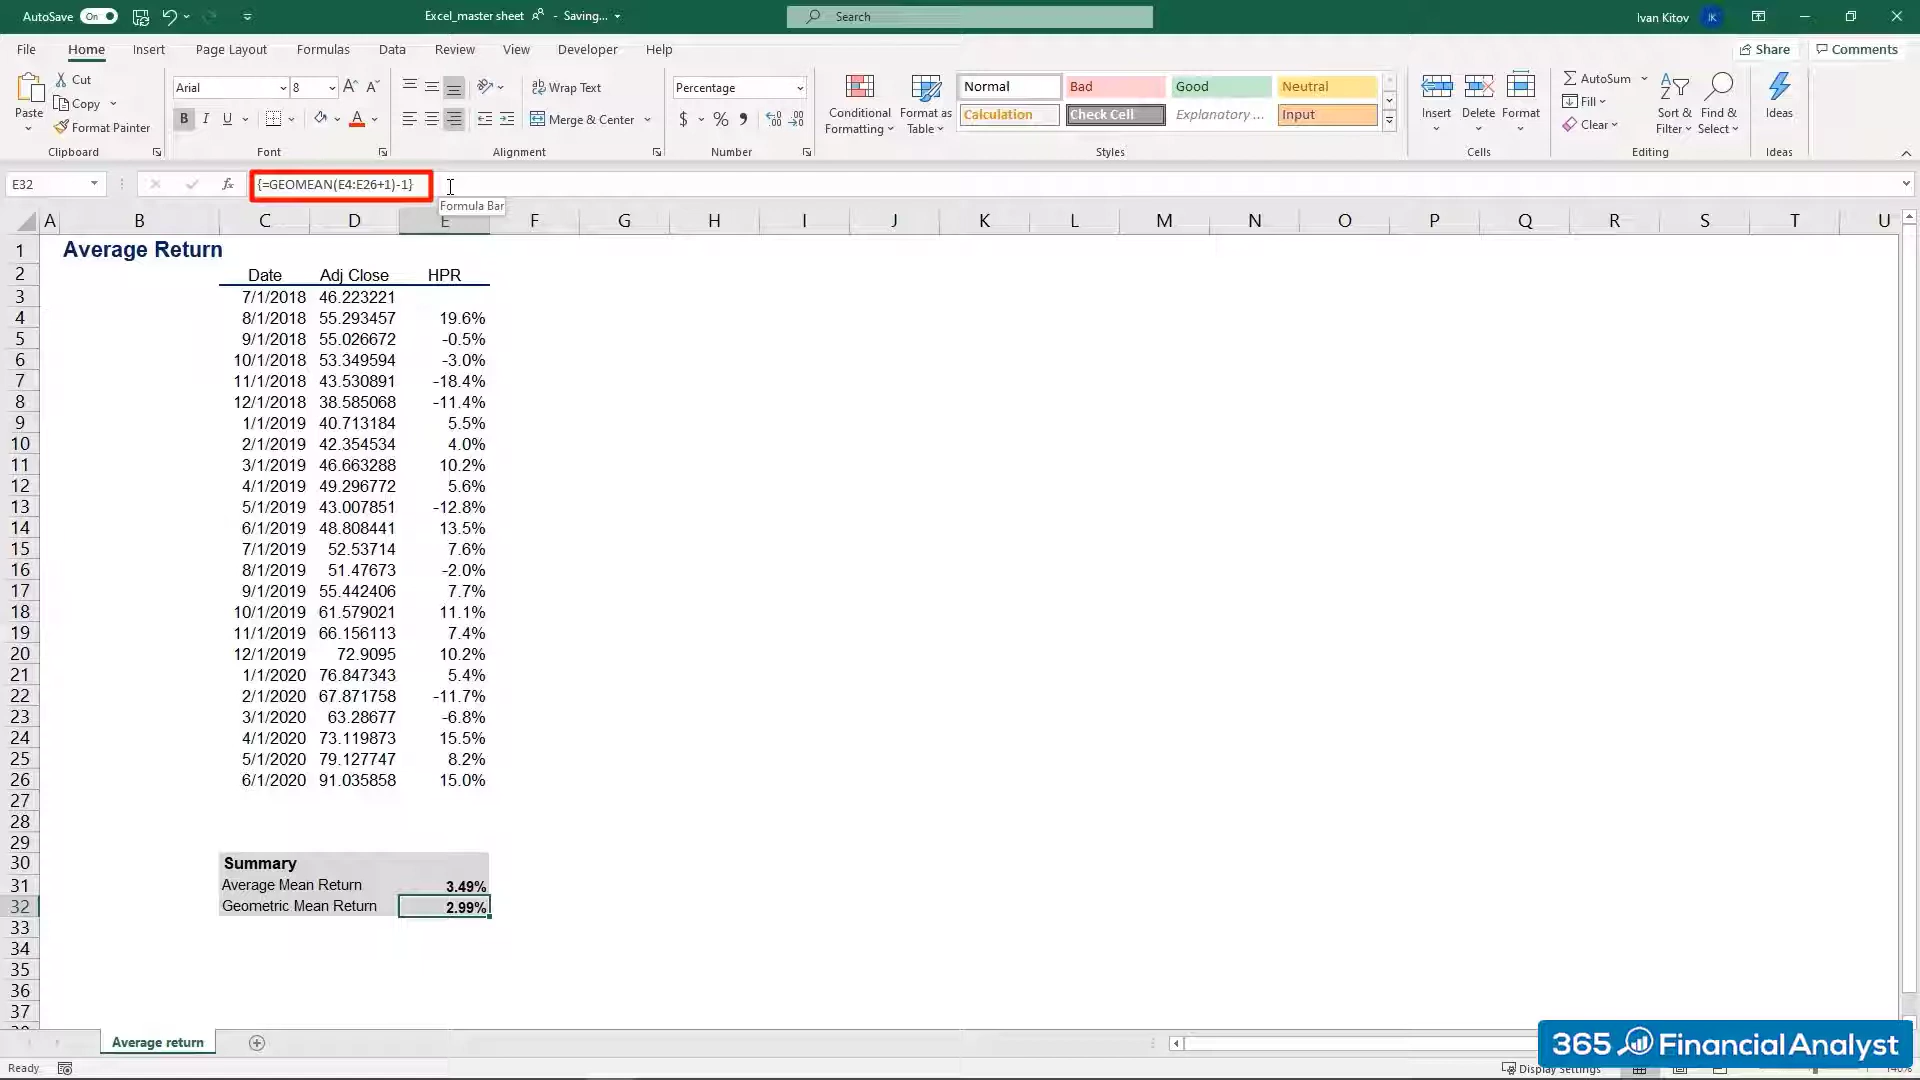 AutoSave On Excel_master sheet - Saving... Search Ivan Kitov IK
File Home Insert Page Layout Formulas Data Review View Developer Help Share Comments
Paste Cut Copy Format Painter Clipboard
Arial 8 A A B I U A Font
Wrap Text Merge & Center Alignment
Percentage $ % Number
Conditional Formatting Format as Table
Normal Bad Good Neutral
Calculation Check Cell Explanatory ... Input
Styles
Insert Delete Format Cells
AutoSum Fill Clear Sort & Filter Find & Select Editing
Ideas Ideas
E32 fx {=GEOMEAN(E4:E26+1)-1}
Formula Bar
A B C D E F G H I J K L M N O P Q R S T U
1 Average Return
2 Date Adj Close HPR
3 7/1/2018 46.223221
4 8/1/2018 55.293457 19.6%
5 9/1/2018 55.026672 -0.5%
6 10/1/2018 53.349594 -3.0%
7 11/1/2018 43.530891 -18.4%
8 12/1/2018 38.585068 -11.4%
9 1/1/2019 40.713184 5.5%
10 2/1/2019 42.354534 4.0%
11 3/1/2019 46.663288 10.2%
12 4/1/2019 49.296772 5.6%
13 5/1/2019 43.007851 -12.8%
14 6/1/2019 48.808441 13.5%
15 7/1/2019 52.53714 7.6%
16 8/1/2019 51.47673 -2.0%
17 9/1/2019 55.442406 7.7%
18 10/1/2019 61.579021 11.1%
19 11/1/2019 66.156113 7.4%
20 12/1/2019 72.9095 10.2%
21 1/1/2020 76.847343 5.4%
22 2/1/2020 67.871758 -11.7%
23 3/1/2020 63.28677 -6.8%
24 4/1/2020 73.119873 15.5%
25 5/1/2020 79.127747 8.2%
26 6/1/2020 91.035858 15.0%
27
28
29
30 Summary
31 Average Mean Return 3.49%
32 Geometric Mean Return 2.99%
33
34
35
36
37
Average return
365 Financial Analyst
Ready Display Settings